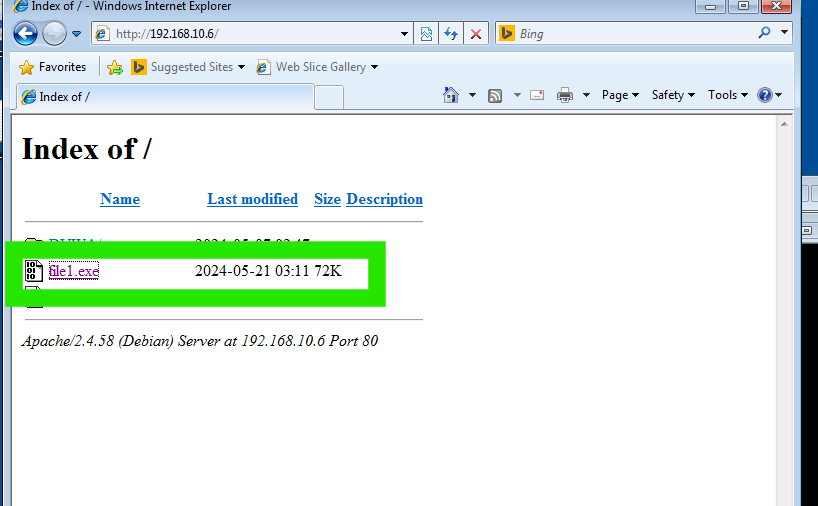 Index of / - Windows Internet Explorer
http://192.168.10.6/
Bing
Favorites Suggested Sites Web Slice Gallery
Index of / Page Safety Tools
Index of /
Name Last modified Size Description
file1.exe 2024-05-21 03:11 72K
Apache/2.4.58 (Debian) Server at 192.168.10.6 Port 80